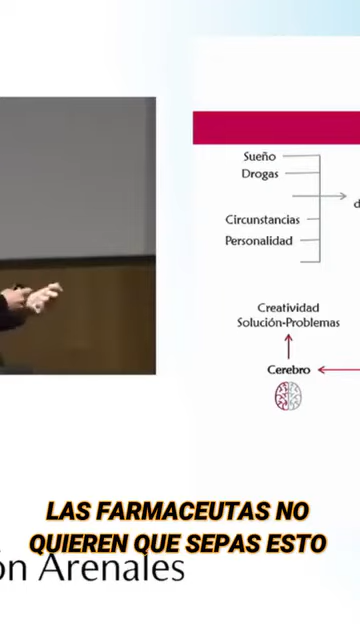 Sueño
Drogas
Circunstancias
Personalidad
Creatividad
Solución-Problemas
Cerebro
LAS FARMACEUTAS NO
QUIEREN QUE SEPAS ESTO
Arenales